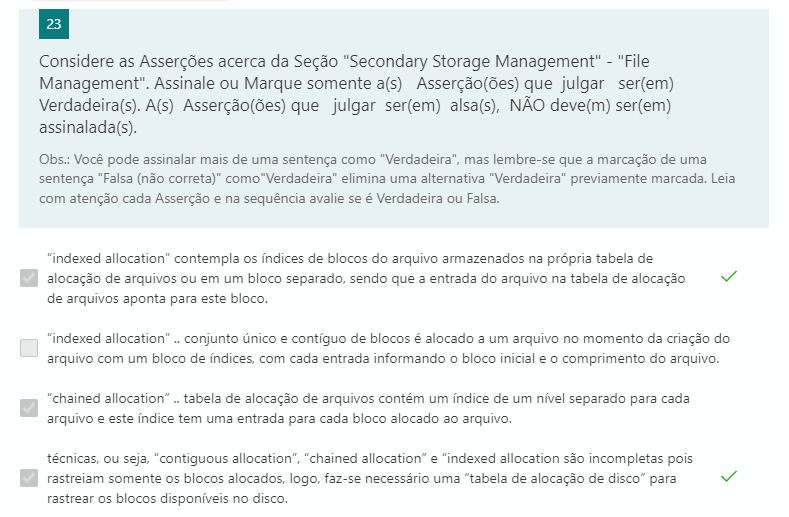 23
Considere as Asserções acerca da Seção "Secondary Storage Management" - "File
Management". Assinale ou Marque somente a(s) Asserção(ões) que julgar ser(em)
Verdadeira(s). A(s) Asserção(ões) que julgar ser(em) alsa(s), NÃO deve(m) ser(em)
assinalada(s).
Obs.: Você pode assinalar mais de uma sentença como "Verdadeira", mas lembre-se que a marcação de uma
sentença "Falsa (não correta)" como"Verdadeira" elimina uma alternativa "Verdadeira" previamente marcada. Leia
com atenção cada Asserção e na sequência avalie se é Verdadeira ou Falsa.
“indexed allocation” contempla os índices de blocos do arquivo armazenados na própria tabela de
alocação de arquivos ou em um bloco separado, sendo que a entrada do arquivo na tabela de alocação
de arquivos aponta para este bloco.
“indexed allocation” .. conjunto único e contíguo de blocos é alocado a um arquivo no momento da criação do
arquivo com um bloco de índices, com cada entrada informando o bloco inicial e o comprimento do arquivo.
“chained allocation” .. tabela de alocação de arquivos contém um índice de um nível separado para cada
arquivo e este índice tem uma entrada para cada bloco alocado ao arquivo.
técnicas, ou seja, “contiguous allocation”, “chained allocation” e “indexed allocation são incompletas pois
rastreiam somente os blocos alocados, logo, faz-se necessário uma “tabela de alocação de disco” para
rastrear os blocos disponíveis no disco.